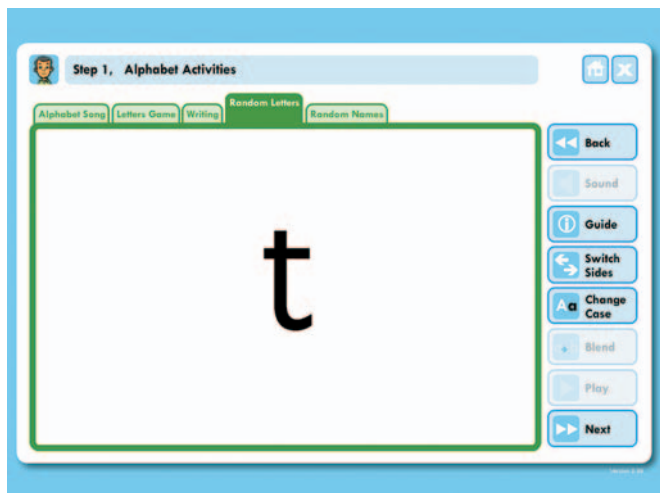 Step 1, Alphabet Activities
Alphabet Song
Letters Game
Writing
Random Letters
Random Names
t
Back
Sound
Guide
Switch
Sides
Aa
Change
Case
Blend
Play
Next